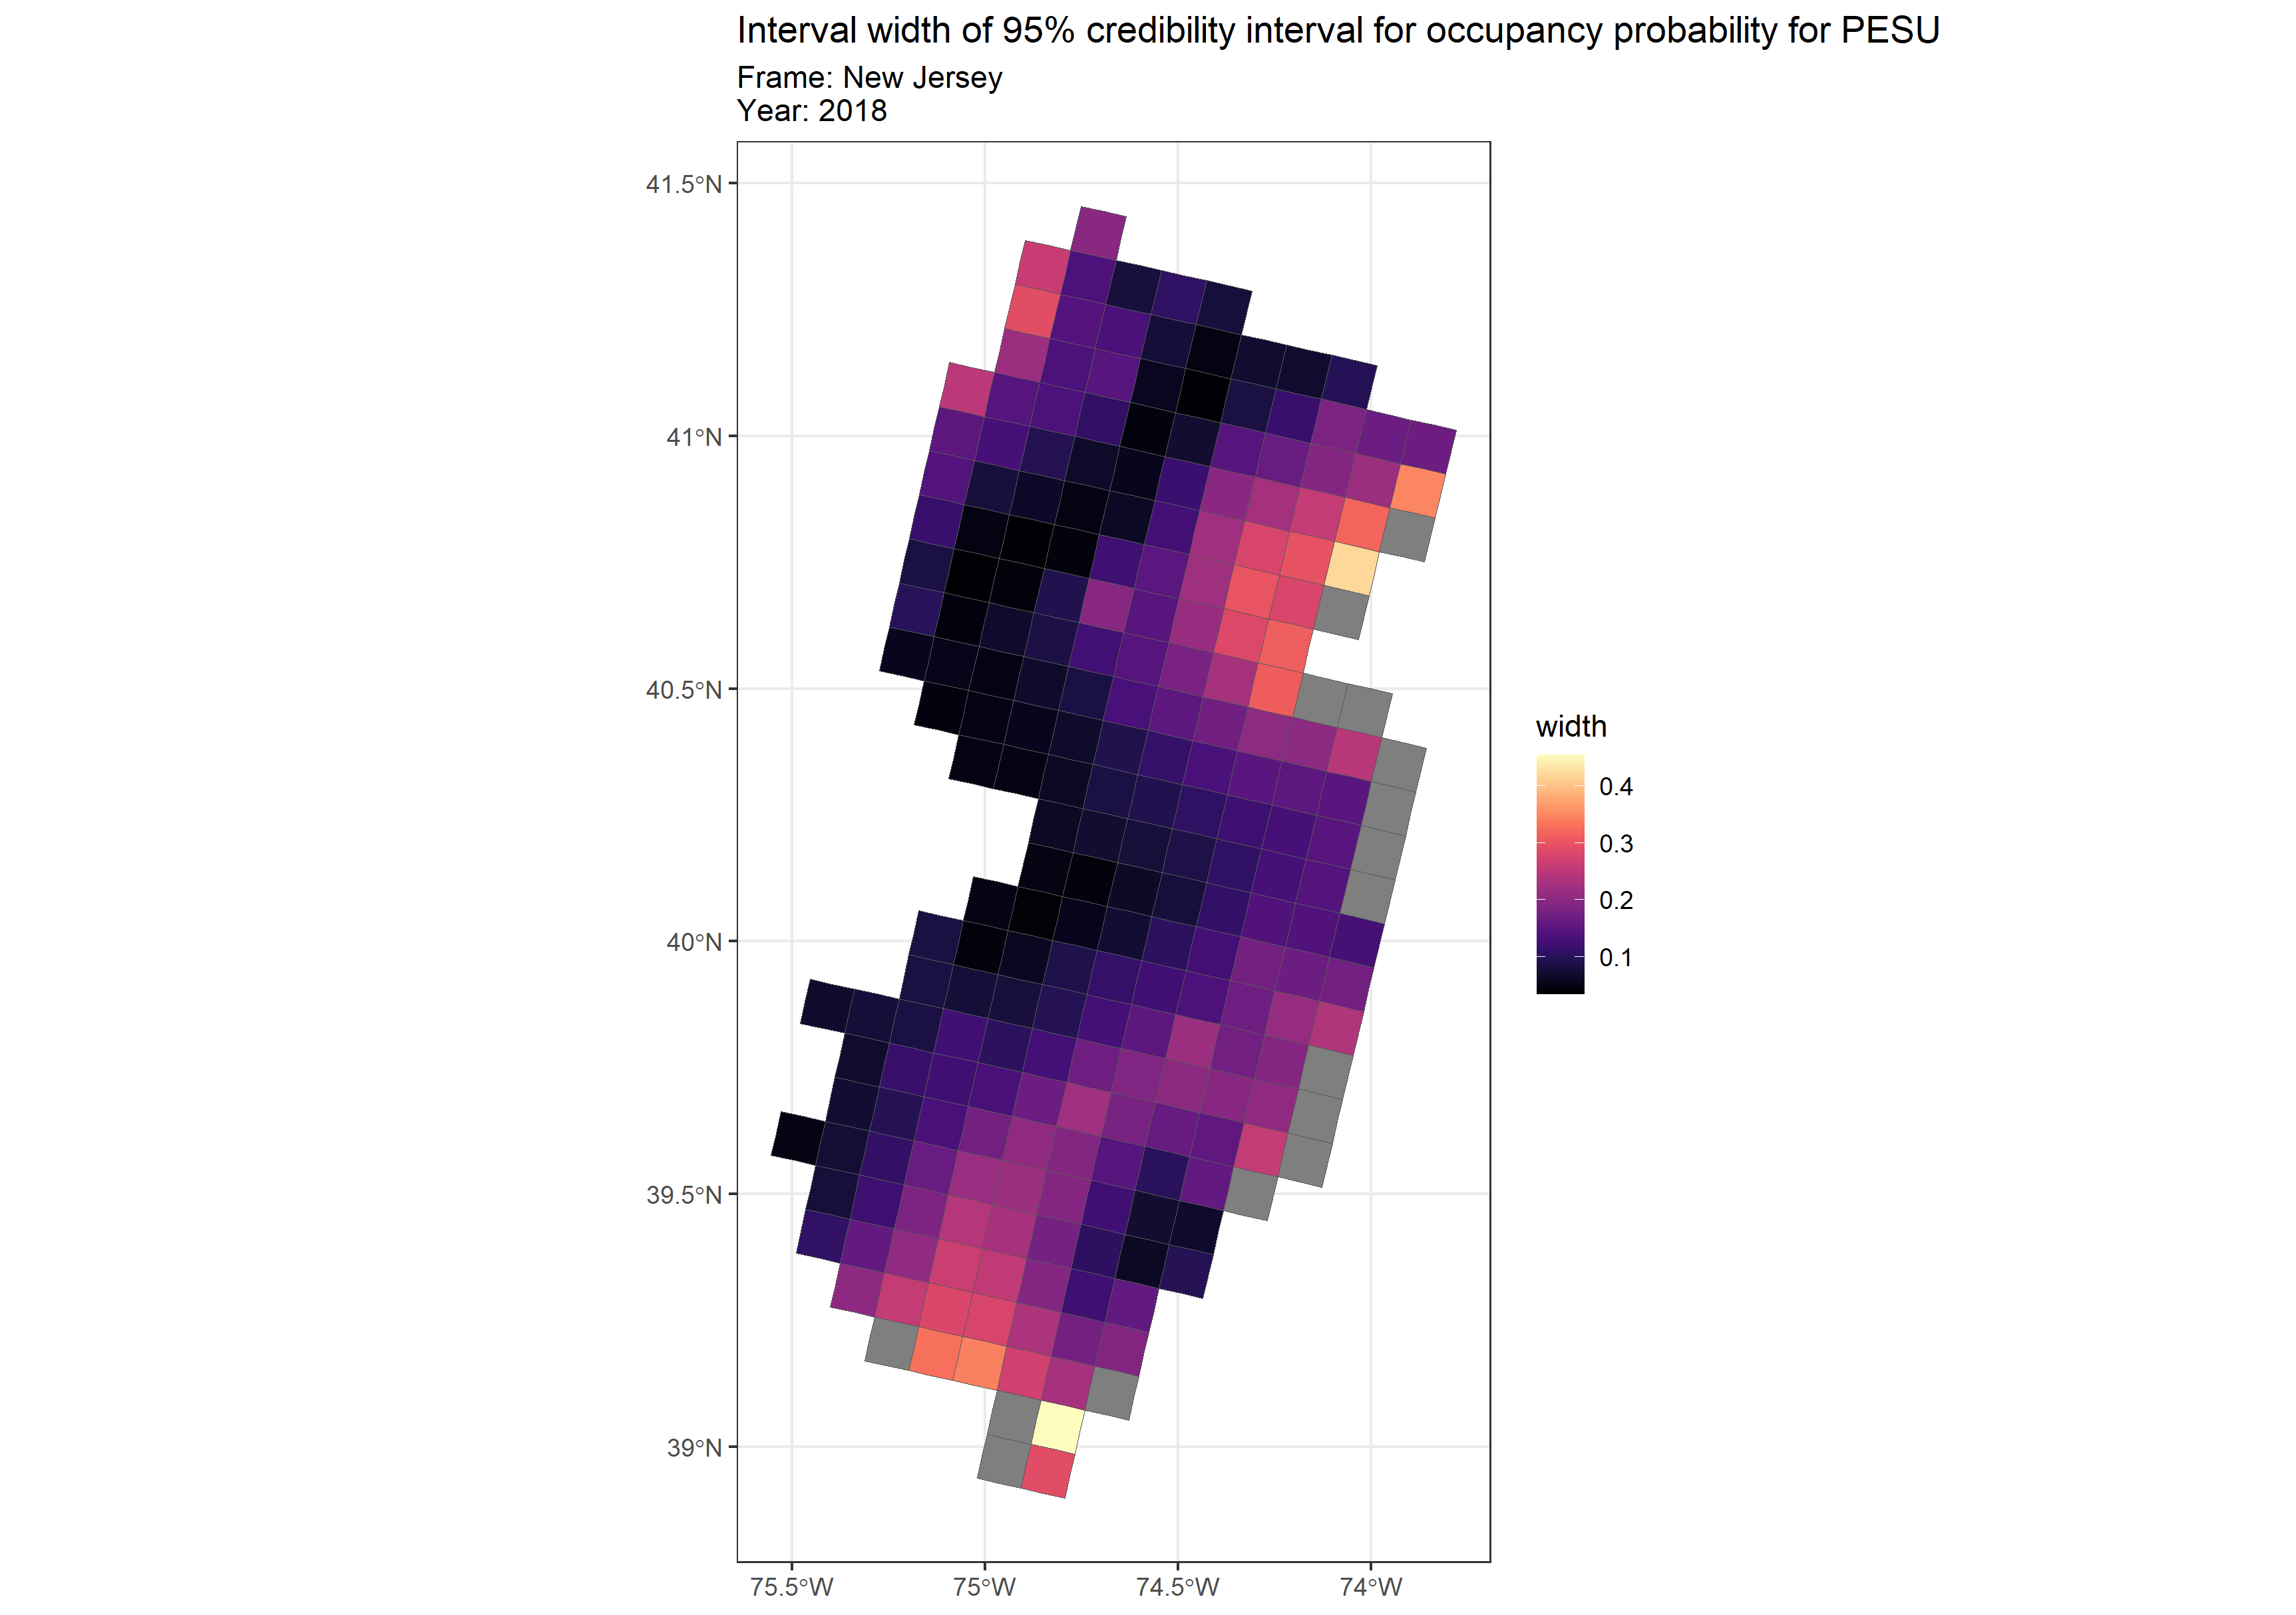 Interval width of 95% credibility interval for occupancy probability for PESU
Frame: New Jersey
Year: 2018
41.5°N
41°N
40.5°N
40°N
39.5°N
39°N
75.5°W
75°W
74.5°W
74°W
width
0.4
0.3
0.2
0.1